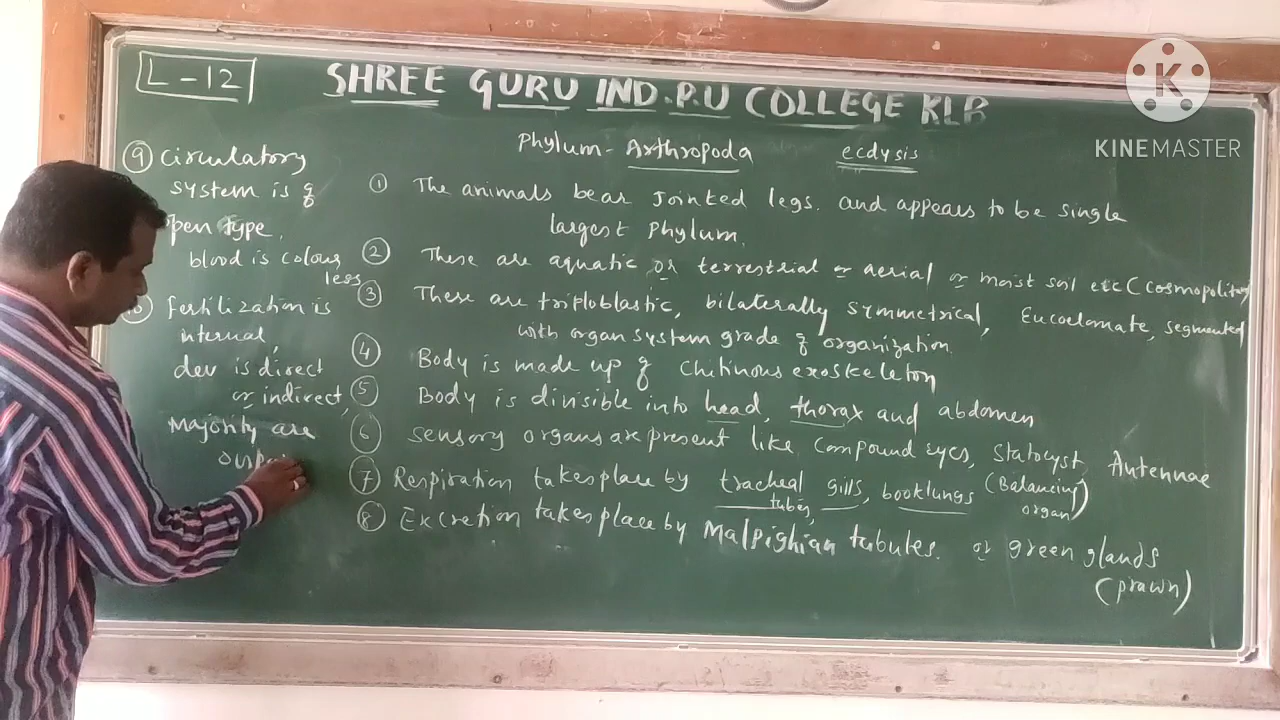 L-12
SHREE GURU IND.P.U COLLEGE KLB
K
KINEMASTER
Phylum - Arthropoda ecdysis
① The animals bear Jointed legs. and appears to be single
largest Phylum.
② These are aquatic or terrestrial or aerial or moist soil etc (cosmopolitan
③ These are triploblastic, bilaterally symmetrical, Eucoelomate, segmented
with organ system grade of organization.
④ Body is made up of chitinous exoskeleton
⑤ Body is divisible into head, thorax and abdomen
⑥ Sensory organs are present like compound eyes, statocyst, Antennae
(Balancing
organ)
⑦ Respiration takes place by tracheal gills, booklungs
tubes,
⑧ Excretion takes place by Malpighian tubules. or green glands
(prawn)
⑨ Circulatory
system is of
pen type,
blood is colour
less
Fertilization is
internal,
dev is direct
or indirect,
Majority are